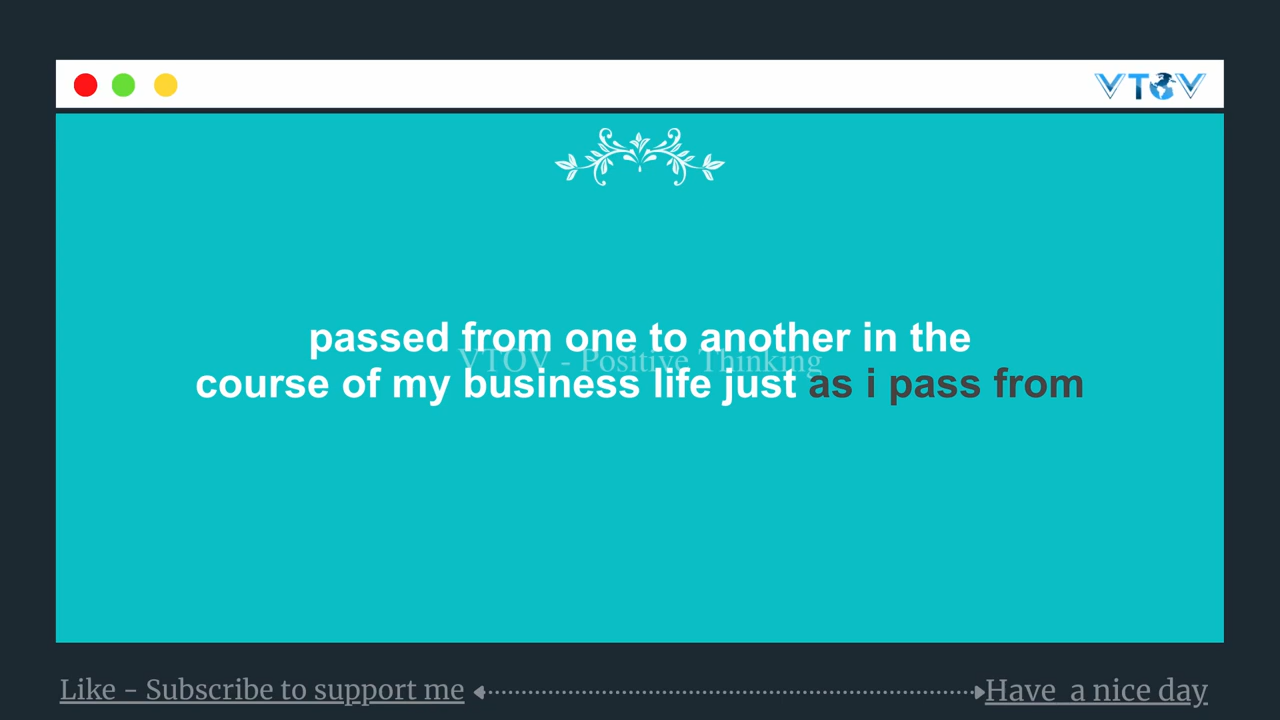 VTOV
passed from one to another in the
VTOV - Positive Thinking
course of my business life just as i pass from
Like - Subscribe to support me
Have a nice day